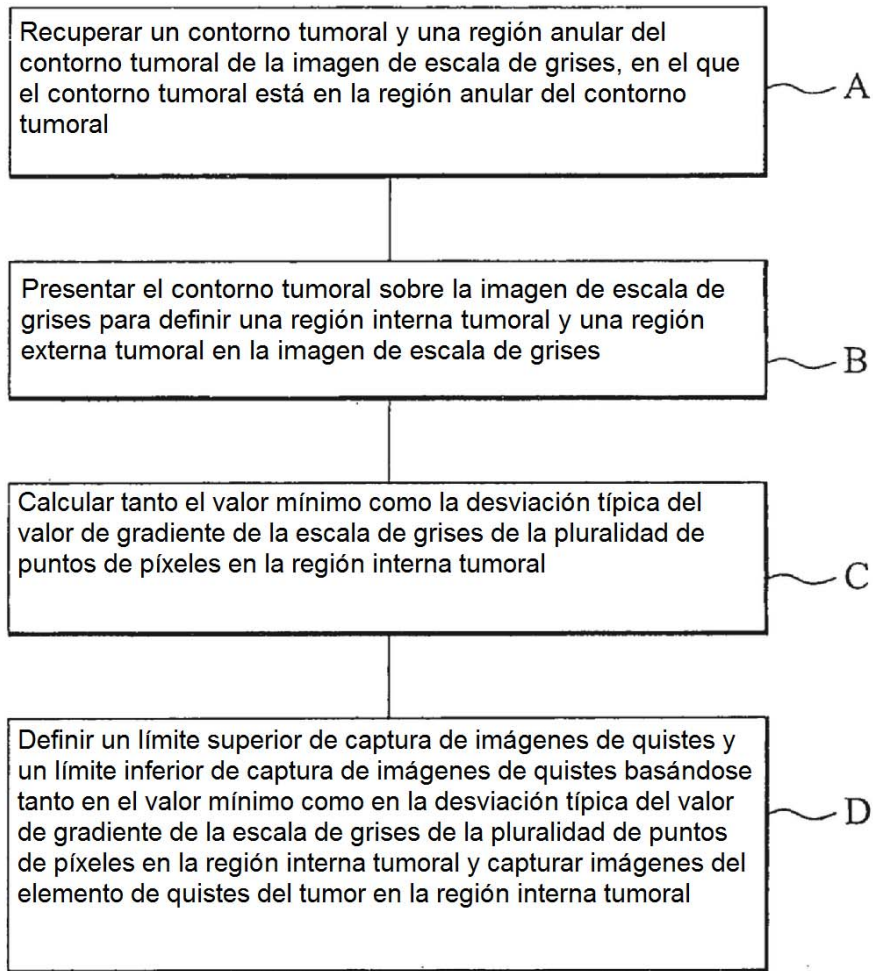 Recuperar un contorno tumoral y una región anular del
contorno tumoral de la imagen de escala de grises, en el que
el contorno tumoral está en la región anular del contorno
tumoral
A
Presentar el contorno tumoral sobre la imagen de escala de
grises para definir una región interna tumoral y una región
externa tumoral en la imagen de escala de grises
B
Calcular tanto el valor mínimo como la desviación típica del
valor de gradiente de la escala de grises de la pluralidad de
puntos de píxeles en la región interna tumoral
C
Definir un límite superior de captura de imágenes de quistes y
un límite inferior de captura de imágenes de quistes basándose
tanto en el valor mínimo como en la desviación típica del valor
de gradiente de la escala de grises de la pluralidad de puntos
de píxeles en la región interna tumoral y capturar imágenes del
elemento de quistes del tumor en la región interna tumoral
D